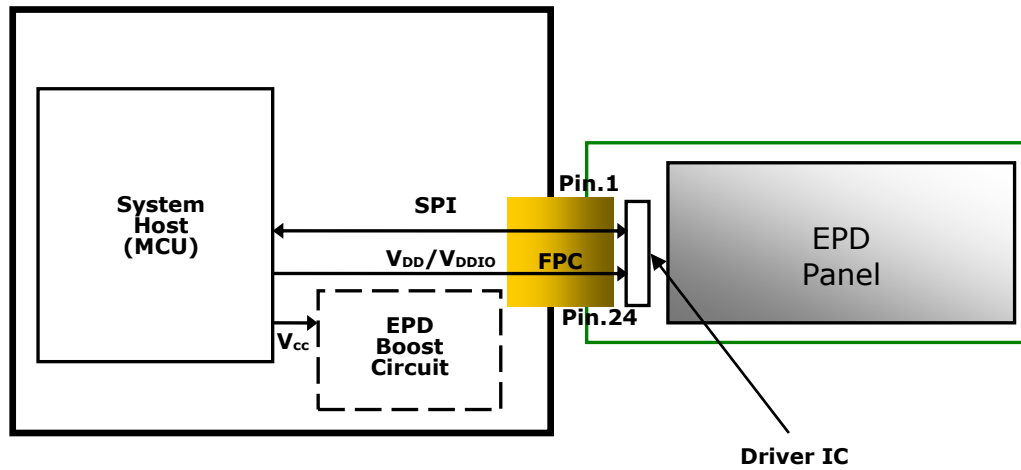 System
Host
(MCU)
SPI
VDD/VDDIO
Vcc
EPD
Boost
Circuit
Pin.1
FPC
Pin.24
EPD
Panel
Driver IC